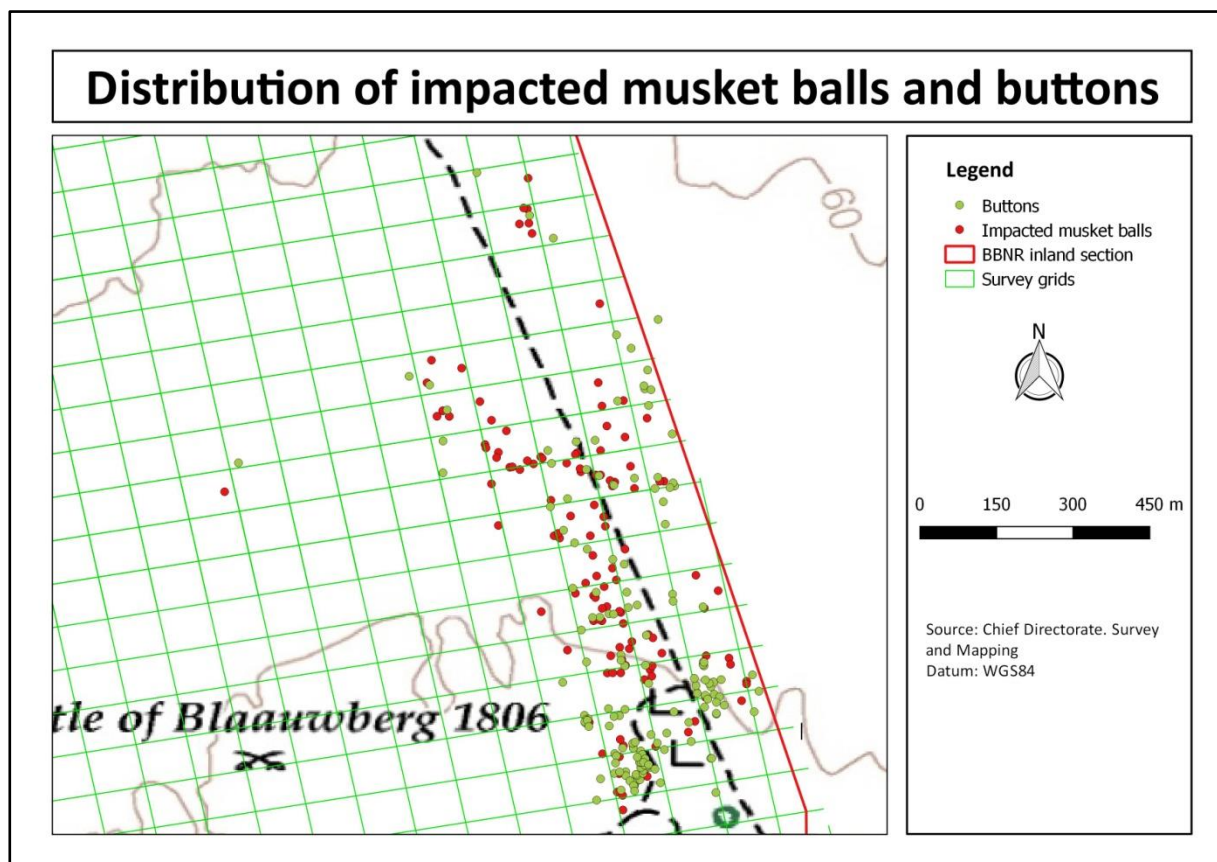 Distribution of impacted musket balls and buttons
60
tle of Blaauwberg 1806
Legend
Buttons
Impacted musket balls
BBNR inland section
Survey grids
N
0 150 300 450 m
Source: Chief Directorate. Survey
and Mapping
Datum: WGS84